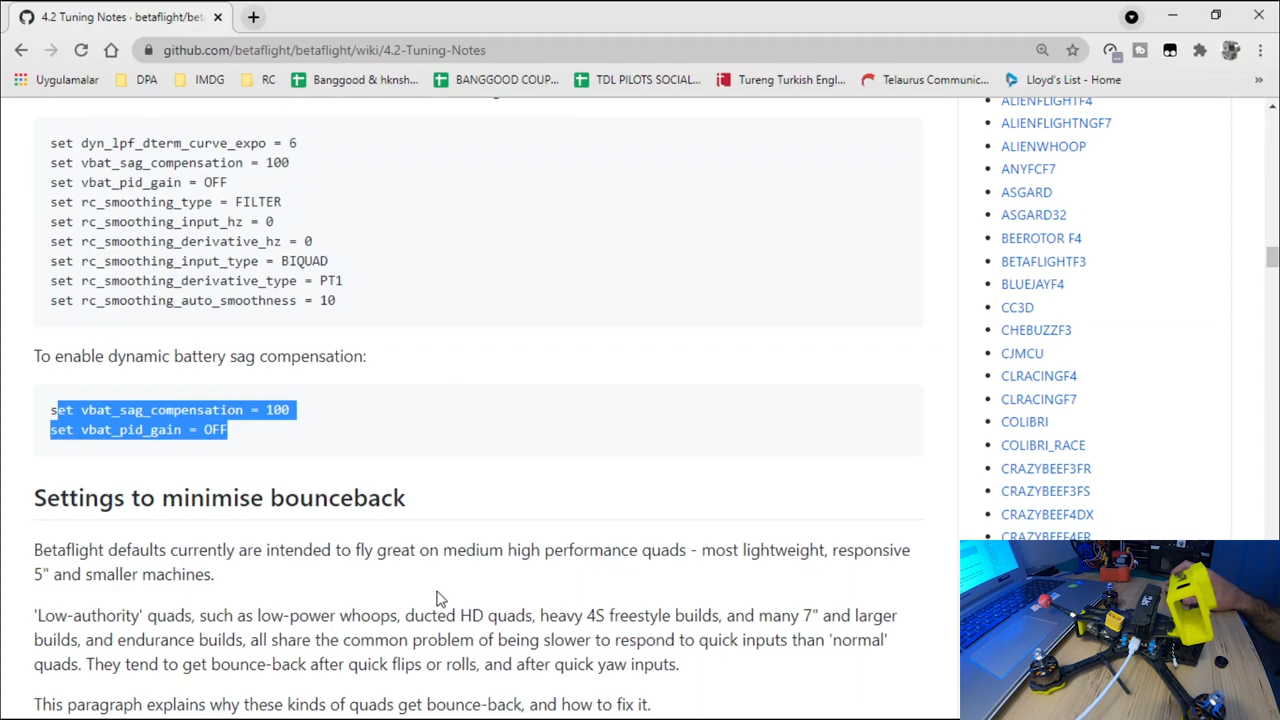 4.2 Tuning Notes · betaflight/bet
github.com/betaflight/betaflight/wiki/4.2-Tuning-Notes
Uygulamalar DPA IMDG RC Banggood & hknsh... BANGGOOD COUP... TDL PILOTS SOCIAL... Tureng Turkish Engl... Telaurus Communic... Lloyd's List - Home »
set dyn_lpf_dterm_curve_expo = 6
set vbat_sag_compensation = 100
set vbat_pid_gain = OFF
set rc_smoothing_type = FILTER
set rc_smoothing_input_hz = 0
set rc_smoothing_derivative_hz = 0
set rc_smoothing_input_type = BIQUAD
set rc_smoothing_derivative_type = PT1
set rc_smoothing_auto_smoothness = 10
To enable dynamic battery sag compensation:
set vbat_sag_compensation = 100
set vbat_pid_gain = OFF
Settings to minimise bounceback
Betaflight defaults currently are intended to fly great on medium high performance quads - most lightweight, responsive
5" and smaller machines.
'Low-authority' quads, such as low-power whoops, ducted HD quads, heavy 4S freestyle builds, and many 7" and larger
builds, and endurance builds, all share the common problem of being slower to respond to quick inputs than 'normal'
quads. They tend to get bounce-back after quick flips or rolls, and after quick yaw inputs.
This paragraph explains why these kinds of quads get bounce-back, and how to fix it.
ALIENFLIGHTF4
ALIENFLIGHTNGF7
ALIENWHOOP
ANYFCF7
ASGARD
ASGARD32
BEEROTOR F4
BETAFLIGHTF3
BLUEJAYF4
CC3D
CHEBUZZF3
CJMCU
CLRACINGF4
CLRACINGF7
COLIBRI
COLIBRI_RACE
CRAZYBEEF3FR
CRAZYBEEF3FS
CRAZYBEEF4DX
CRAZYBEEF4FR